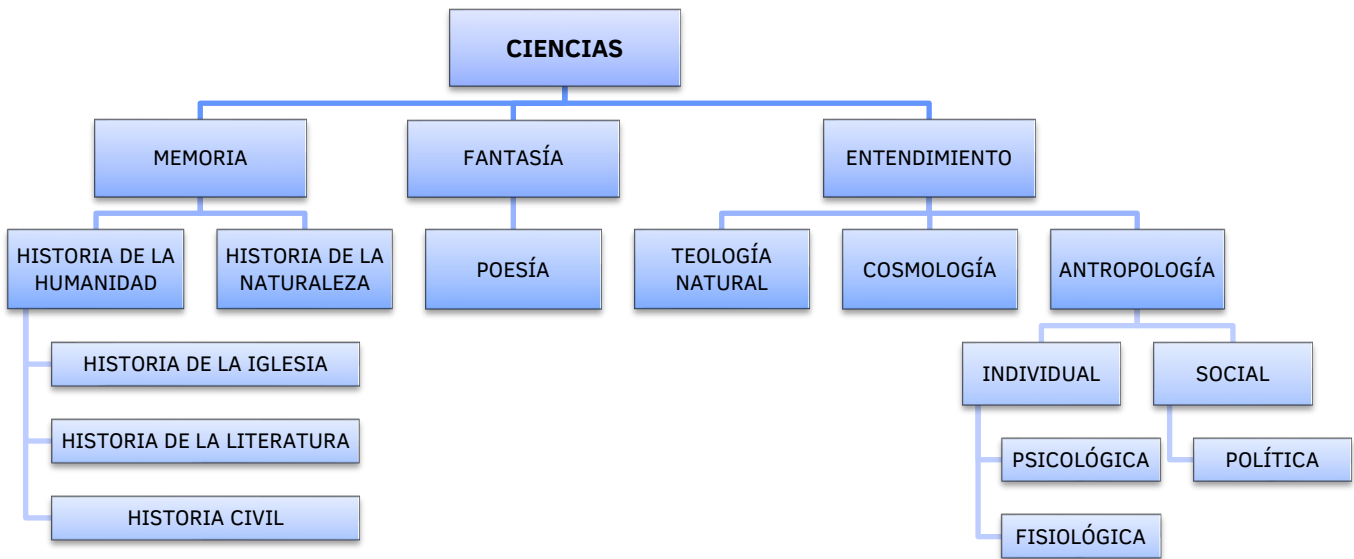 CIENCIAS
MEMORIA
FANTASÍA
ENTENDIMIENTO
HISTORIA DE LA
HUMANIDAD
HISTORIA DE LA
NATURALEZA
POESÍA
TEOLOGÍA
NATURAL
COSMOLOGÍA
ANTROPOLOGÍA
HISTORIA DE LA IGLESIA
HISTORIA DE LA LITERATURA
HISTORIA CIVIL
INDIVIDUAL
SOCIAL
PSICOLÓGICA
FISIOLÓGICA
POLÍTICA